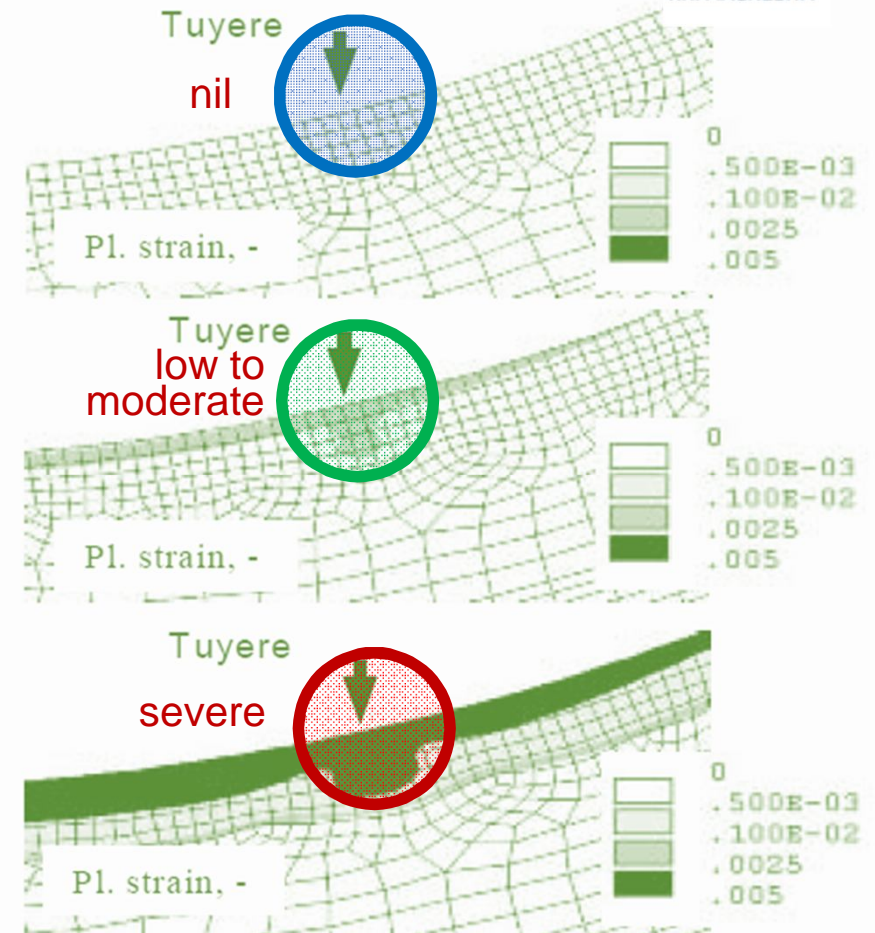 Tuyere
nil
0
.500E-03
.100E-02
.0025
.005
Pl. strain, -
Tuyere
low to
moderate
0
.500E-03
.100E-02
.0025
.005
Pl. strain, -
Tuyere
severe
0
.500E-03
.100E-02
.0025
.005
Pl. strain, -